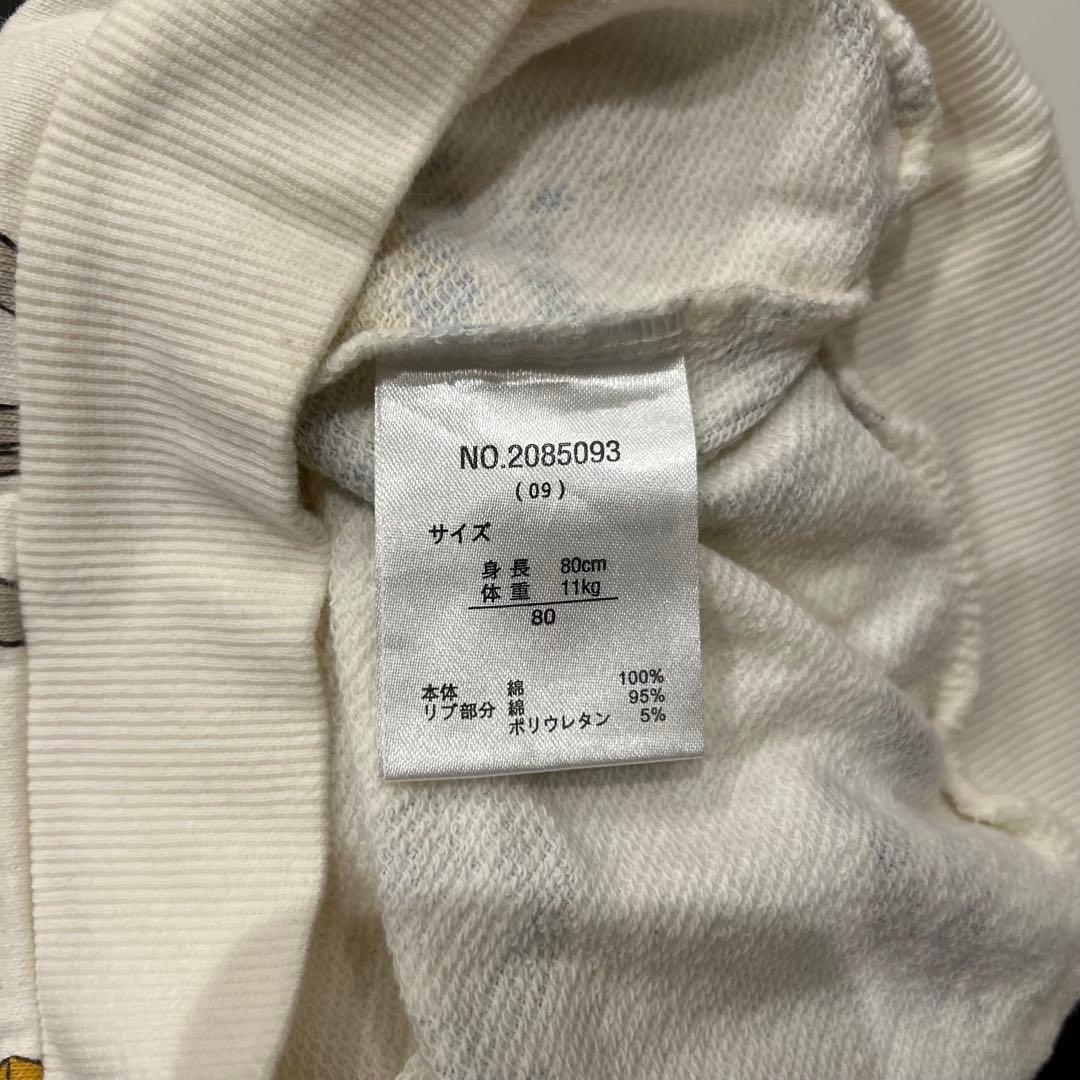 NO.2085093
(09)
サイズ
身長 80cm
体重 11kg
80
本体 綿 100%
リブ部分 綿 95%
ポリウレタン 5%